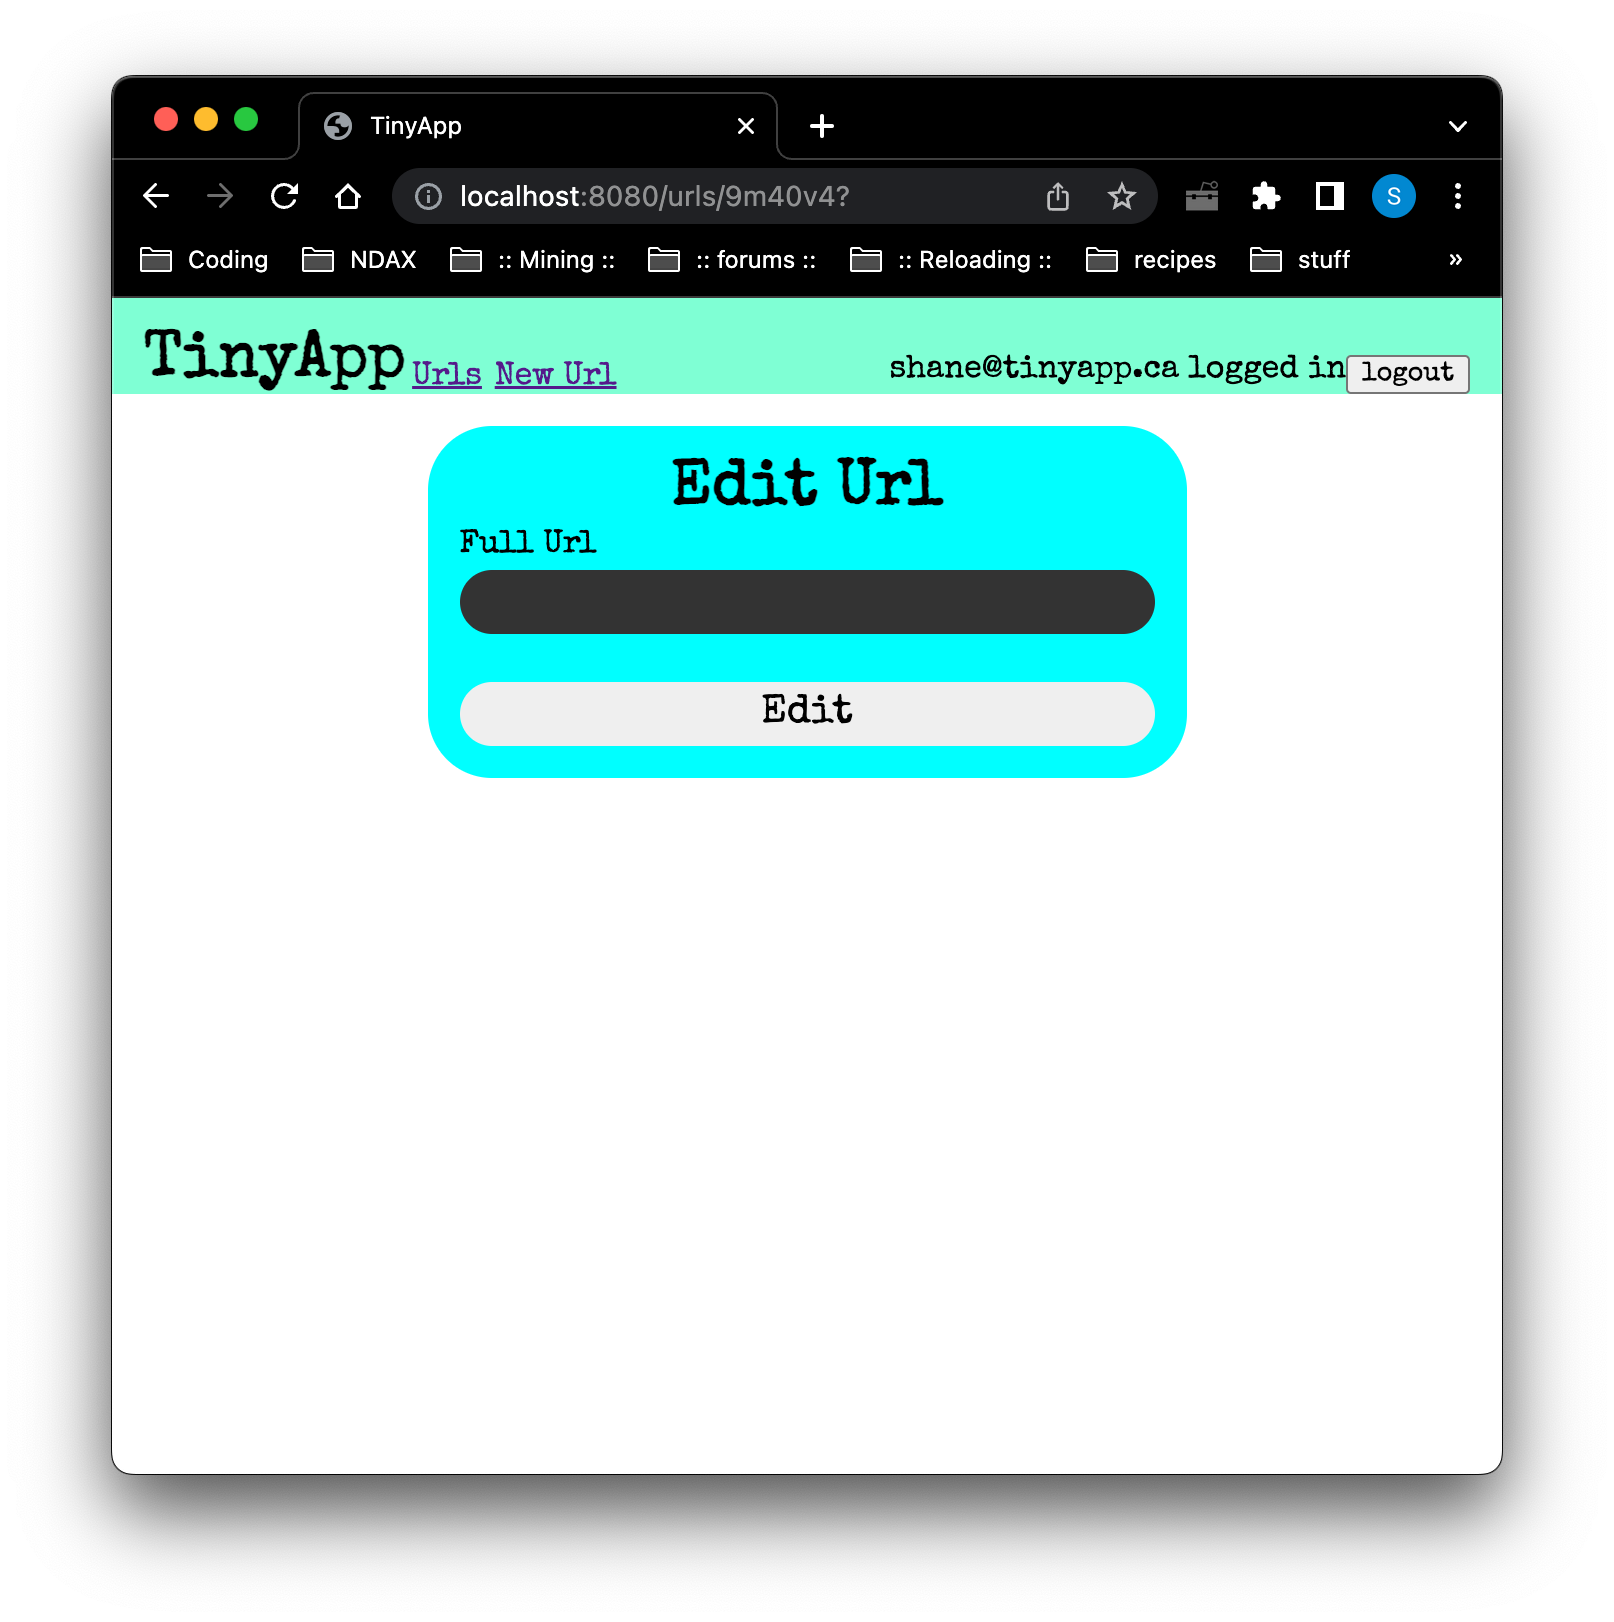 TinyApp
localhost:8080/urls/9m40v4?
S
Coding NDAX :: Mining :: :: forums :: :: Reloading :: recipes stuff »
TinyApp Urls New Url shane@tinyapp.ca logged in logout
Edit Url
Full Url
Edit